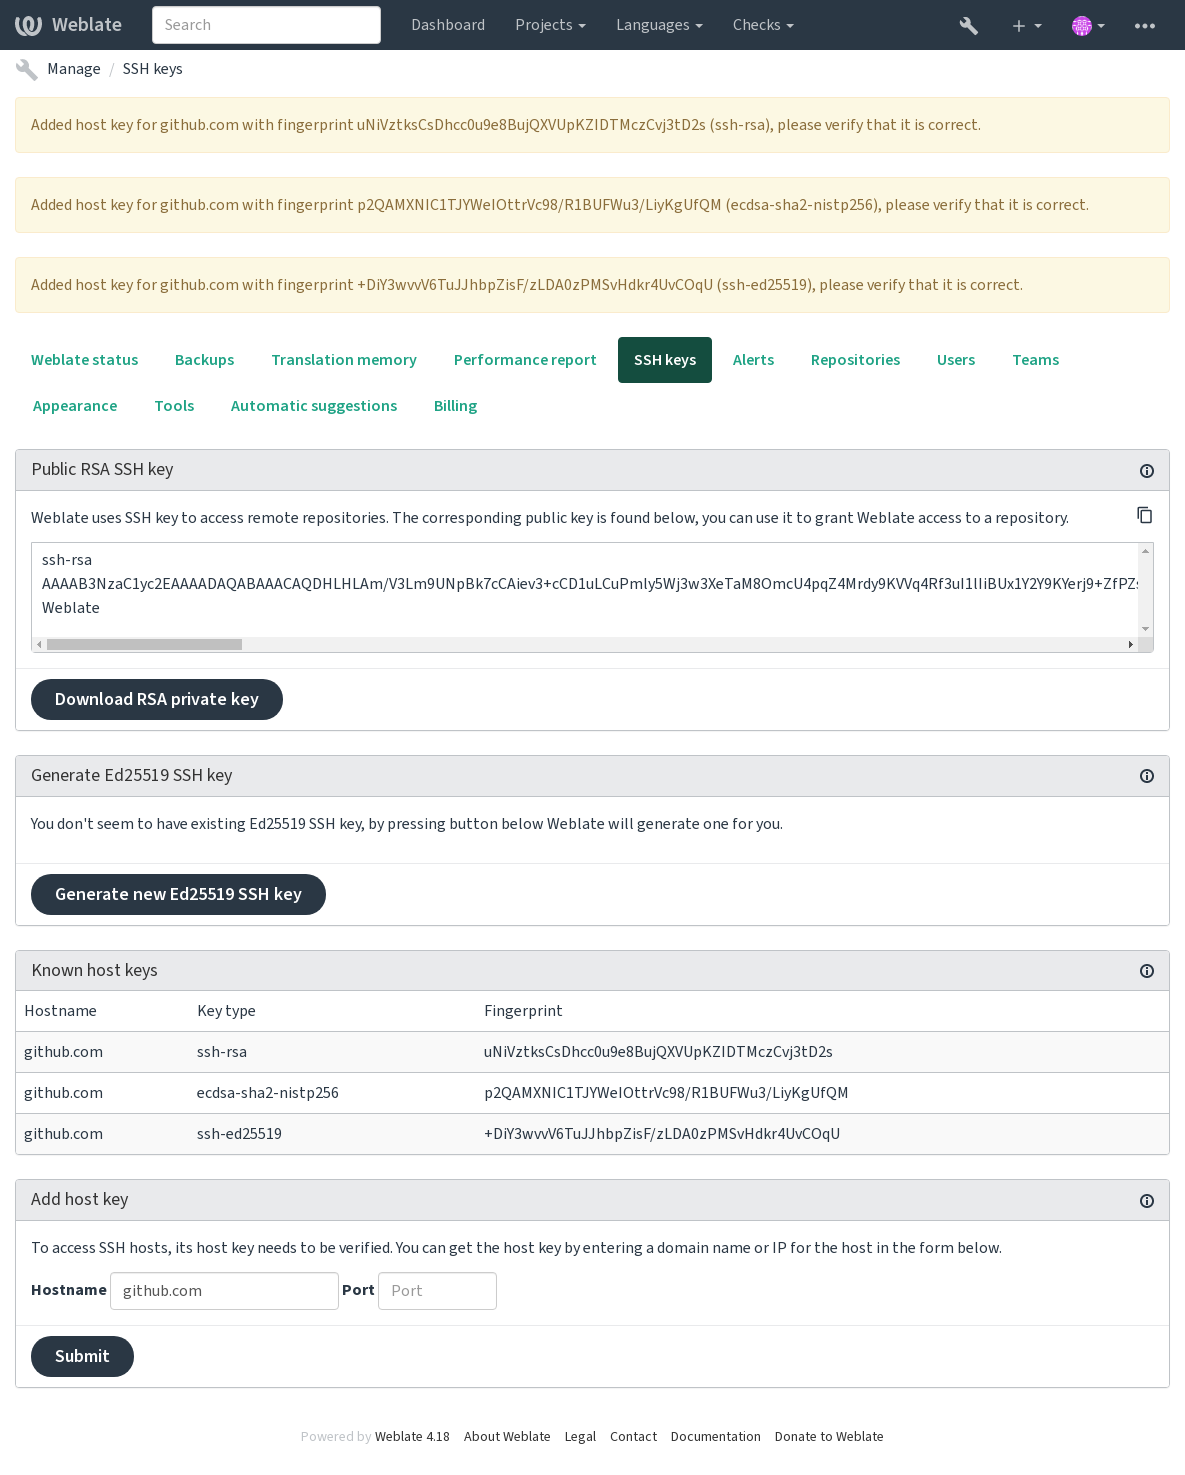 Weblate
Search
Dashboard
Projects
Languages
Checks
Manage / SSH keys
Added host key for github.com with fingerprint uNiVztksCsDhcc0u9e8BujQXVUpKZIDTMczCvj3tD2s (ssh-rsa), please verify that it is correct.
Added host key for github.com with fingerprint p2QAMXNIC1TJYWeIOttrVc98/R1BUFWu3/LiyKgUfQM (ecdsa-sha2-nistp256), please verify that it is correct.
Added host key for github.com with fingerprint +DiY3wvvV6TuJJhbpZisF/zLDA0zPMSvHdkr4UvCOqU (ssh-ed25519), please verify that it is correct.
Weblate status
Backups
Translation memory
Performance report
SSH keys
Alerts
Repositories
Users
Teams
Appearance
Tools
Automatic suggestions
Billing
Public RSA SSH key
Weblate uses SSH key to access remote repositories. The corresponding public key is found below, you can use it to grant Weblate access to a repository.
ssh-rsa
AAAAB3NzaC1yc2EAAAADAQABAAACAQDHLHLAm/V3Lm9UNpBk7cCAiev3+cCD1uLCuPmly5Wj3w3XeTaM8OmcU4pqZ4Mrdy9KVVq4Rf3uI1lIiBUx1Y2Y9KYerj9+ZfPZs
Weblate
Download RSA private key
Generate Ed25519 SSH key
You don't seem to have existing Ed25519 SSH key, by pressing button below Weblate will generate one for you.
Generate new Ed25519 SSH key
Known host keys
Hostname Key type Fingerprint
github.com ssh-rsa uNiVztksCsDhcc0u9e8BujQXVUpKZIDTMczCvj3tD2s
github.com ecdsa-sha2-nistp256 p2QAMXNIC1TJYWeIOttrVc98/R1BUFWu3/LiyKgUfQM
github.com ssh-ed25519 +DiY3wvvV6TuJJhbpZisF/zLDA0zPMSvHdkr4UvCOqU
Add host key
To access SSH hosts, its host key needs to be verified. You can get the host key by entering a domain name or IP for the host in the form below.
Hostname github.com Port Port
Submit
Powered by Weblate 4.18 About Weblate Legal Contact Documentation Donate to Weblate